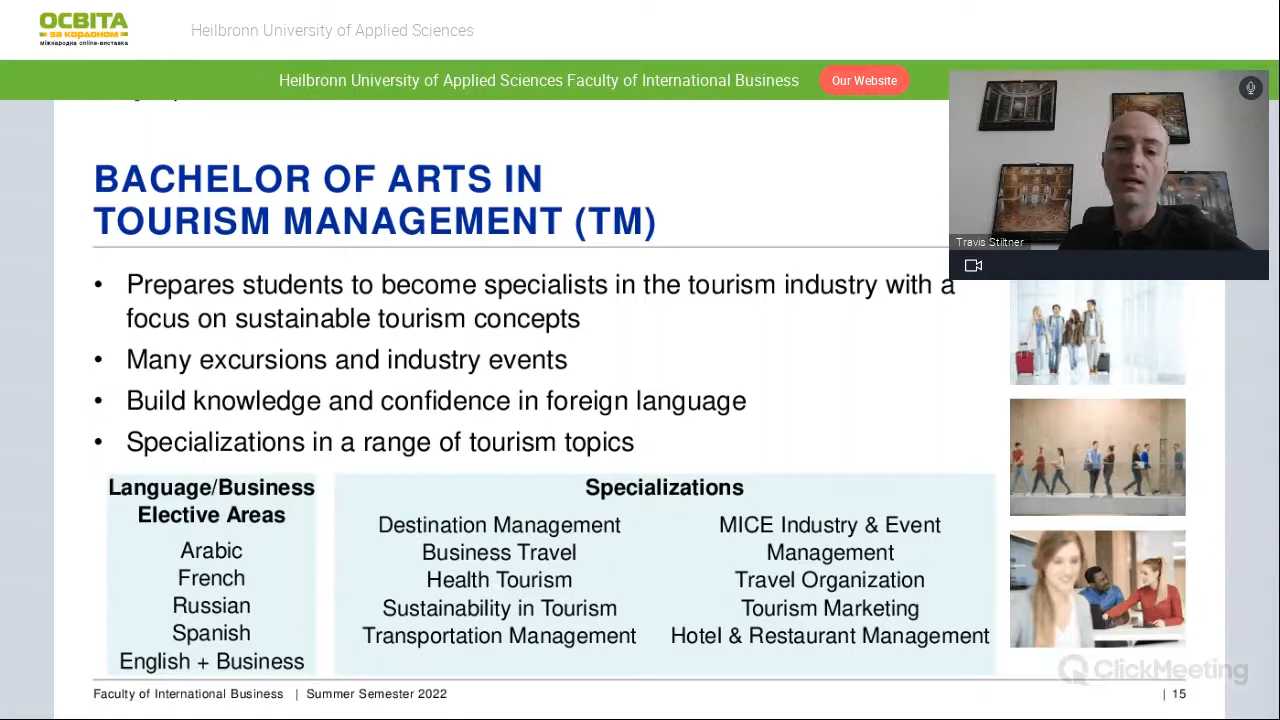 ОСВІТА
за кордоном
міжнародна online-виставка
Heilbronn University of Applied Sciences
Heilbronn University of Applied Sciences Faculty of International Business
Our Website
Travis Stiltner
BACHELOR OF ARTS IN
TOURISM MANAGEMENT (TM)
• Prepares students to become specialists in the tourism industry with a
focus on sustainable tourism concepts
• Many excursions and industry events
• Build knowledge and confidence in foreign language
• Specializations in a range of tourism topics
Language/Business
Elective Areas
Arabic
French
Russian
Spanish
English + Business
Specializations
Destination Management
Business Travel
Health Tourism
Sustainability in Tourism
Transportation Management
MICE Industry & Event
Management
Travel Organization
Tourism Marketing
Hotel & Restaurant Management
ClickMeeting
Faculty of International Business | Summer Semester 2022
| 15